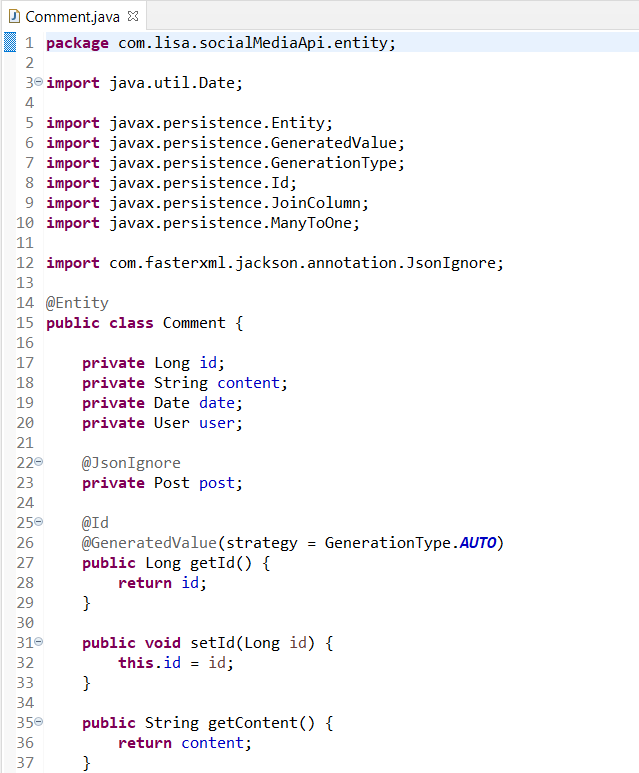 Comment.java
1 package com.lisa.socialMediaApi.entity;
2
3 import java.util.Date;
4
5 import javax.persistence.Entity;
6 import javax.persistence.GeneratedValue;
7 import javax.persistence.GenerationType;
8 import javax.persistence.Id;
9 import javax.persistence.JoinColumn;
10 import javax.persistence.ManyToOne;
11
12 import com.fasterxml.jackson.annotation.JsonIgnore;
13
14 @Entity
15 public class Comment {
16
17     private Long id;
18     private String content;
19     private Date date;
20     private User user;
21
22     @JsonIgnore
23     private Post post;
24
25     @Id
26     @GeneratedValue(strategy = GenerationType.AUTO)
27     public Long getId() {
28         return id;
29     }
30
31     public void setId(Long id) {
32         this.id = id;
33     }
34
35     public String getContent() {
36         return content;
37     }